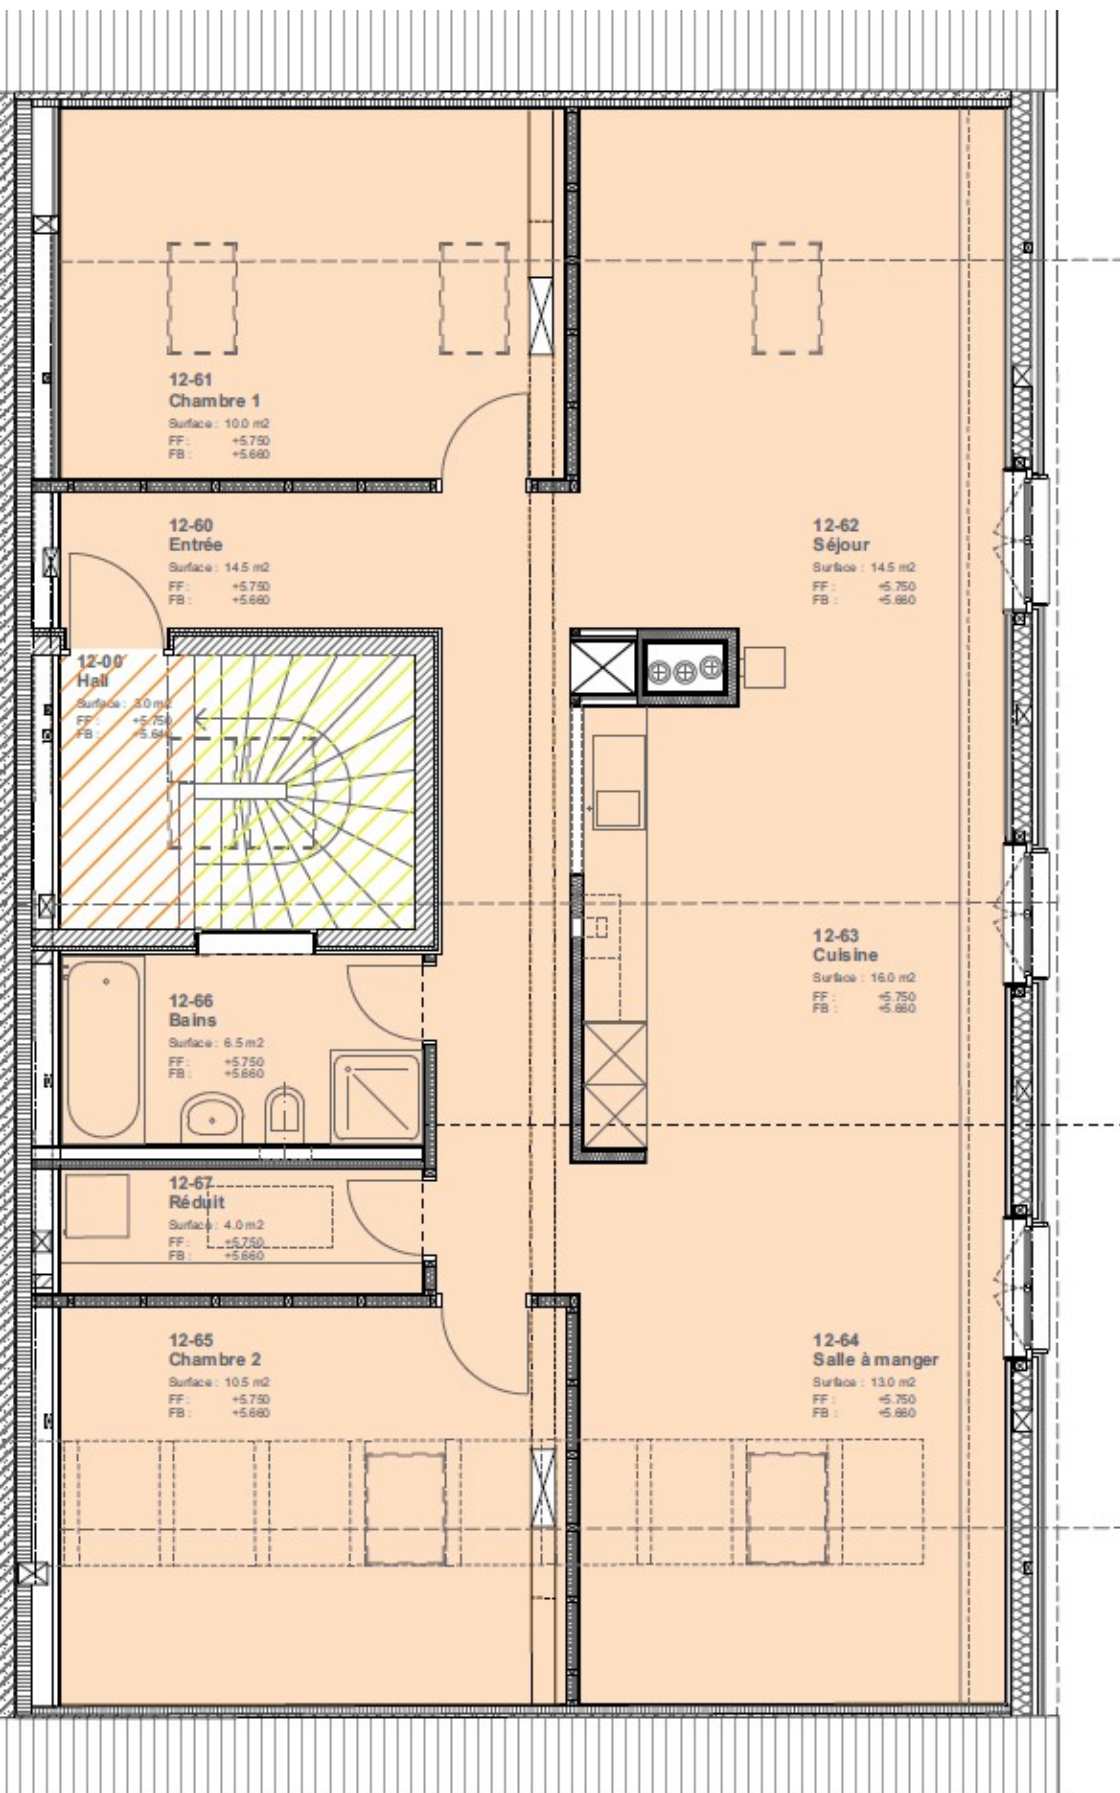 12-61
Chambre 1
Surface : 10.0 m2
FF : +5.750
FB : +5.660
12-60
Entrée
Surface : 14.5 m2
FF : +5.750
FB : +5.660
12-62
Séjour
Surface : 14.5 m2
FF : +5.750
FB : +5.660
12-00
Hall
Surface : 3.0 m2
FF : +5.750
FB :
12-63
Cuisine
Surface : 16.0 m2
FF : +5.750
FB : +5.660
12-66
Bains
Surface : 6.5 m2
FF : +5.750
FB : +5.660
12-67
Réduit
Surface : 4.0 m2
FF : +5.750
FB : +5.660
12-65
Chambre 2
Surface : 10.5 m2
FF : +5.750
FB : +5.660
12-64
Salle à manger
Surface : 13.0 m2
FF : +5.750
FB : +5.660